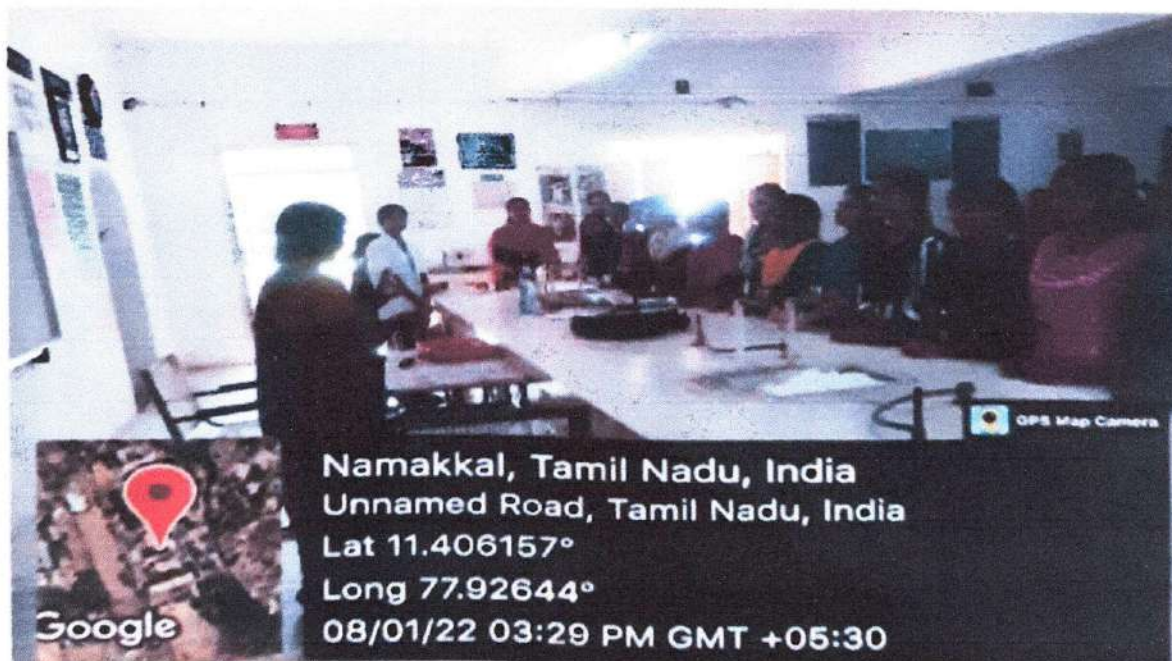 GPS Map Camera
Namakkal, Tamil Nadu, India
Unnamed Road, Tamil Nadu, India
Lat 11.406157°
Long 77.92644°
08/01/22 03:29 PM GMT +05:30
Google